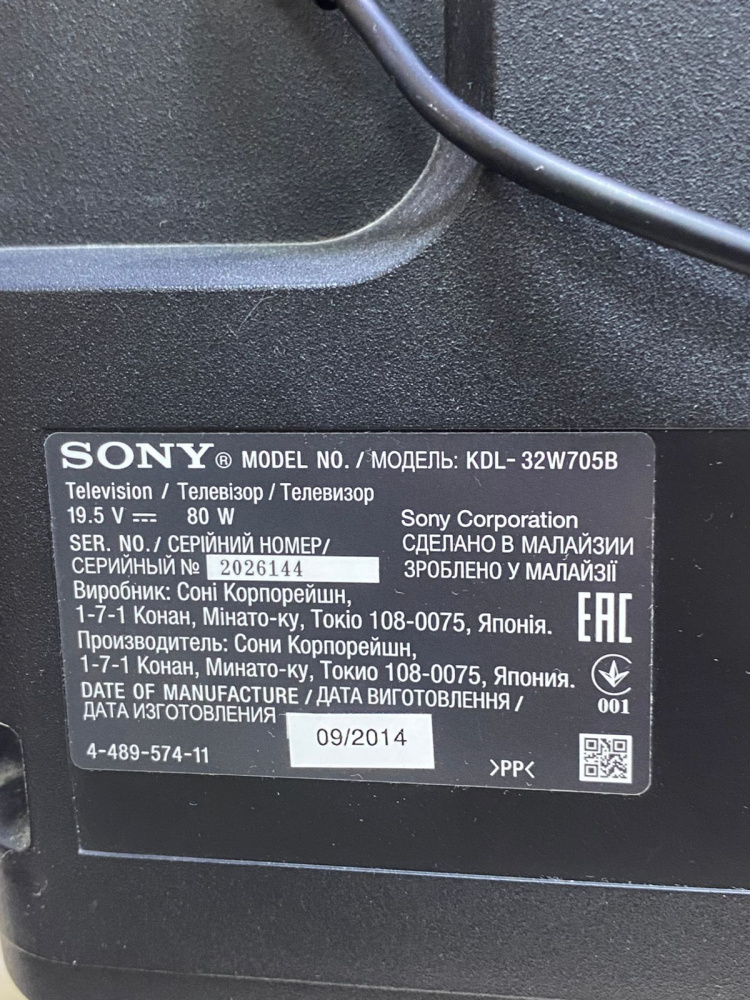 SONY® MODEL NO. / МОДЕЛЬ: KDL-32W705B
Television / Телевізор / Телевизор
19.5 V ⎓ 80 W
Sony Corporation
SER. NO./ СЕРІЙНИЙ НОМЕР/
СЕРИЙНЫЙ № 2026144
СДЕЛАНО В МАЛАЙЗИИ
ЗРОБЛЕНО У МАЛАЙЗІЇ
Виробник: Соні Корпорейшн,
1-7-1 Конан, Мінато-ку, Токіо 108-0075, Японія.
Производитель: Сони Корпорейшн,
1-7-1 Конан, Минато-ку, Токио 108-0075, Япония.
EAC
001
DATE OF MANUFACTURE / ДАТА ВИГОТОВЛЕННЯ /
ДАТА ИЗГОТОВЛЕНИЯ 09/2014
4-489-574-11
>PP<